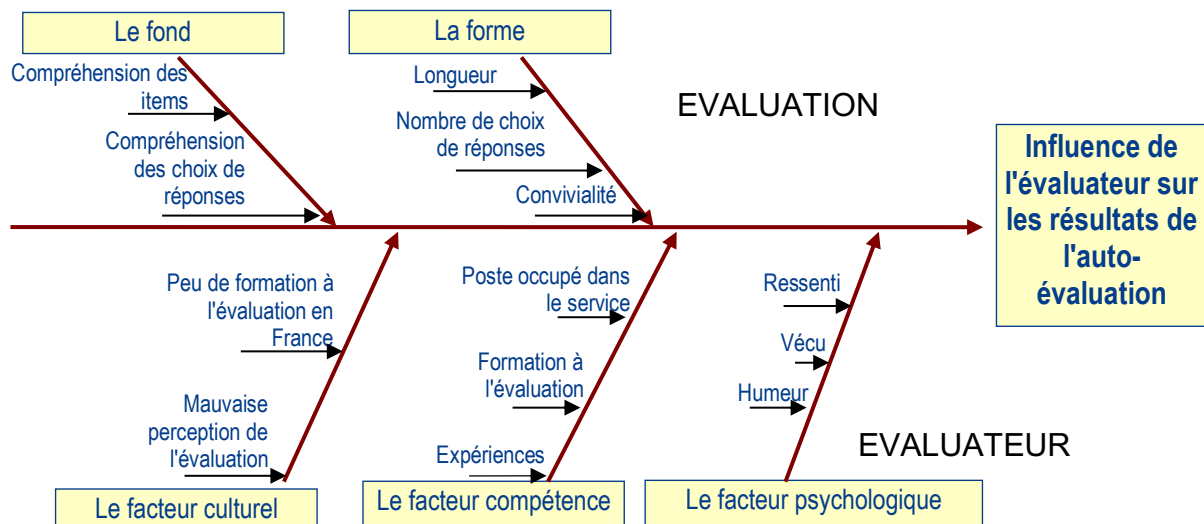 Le fond
La forme
Compréhension des
items
Compréhension
des choix de
réponses
Longueur
Nombre de choix
de réponses
Convivialité
EVALUATION
Influence de
l'évaluateur sur
les résultats de
l'auto-
évaluation
Peu de formation à
l'évaluation en
France
Mauvaise
perception de
l'évaluation
Poste occupé dans
le service
Formation à
l'évaluation
Expériences
Ressenti
Vécu
Humeur
EVALUATEUR
Le facteur culturel
Le facteur compétence
Le facteur psychologique